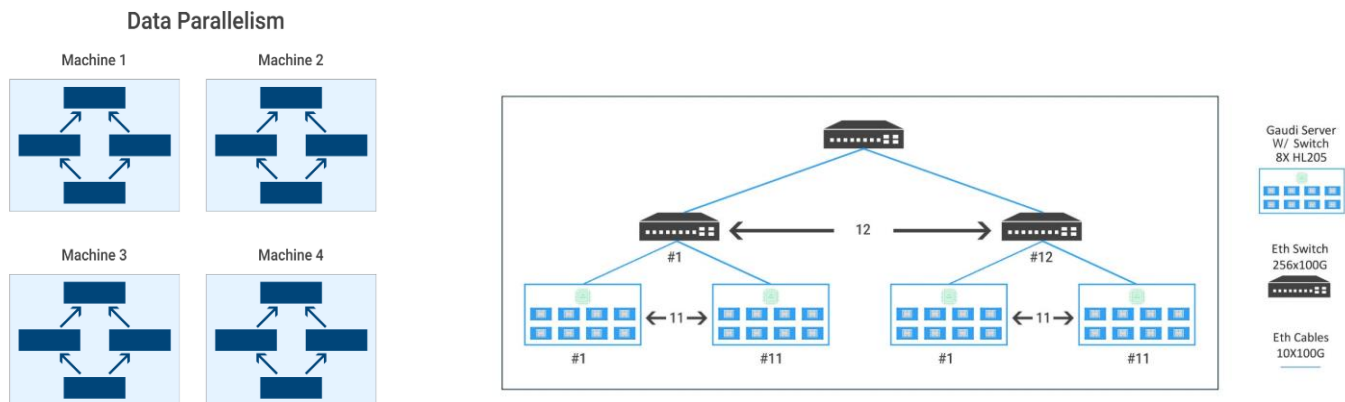 Data Parallelism
Machine 1
Machine 2
Machine 3
Machine 4
12
#1
#12
11
11
#1
#11
#1
#11
Gaudi Server
W/ Switch
8X HL205
Eth Switch
256x100G
Eth Cables
10X100G